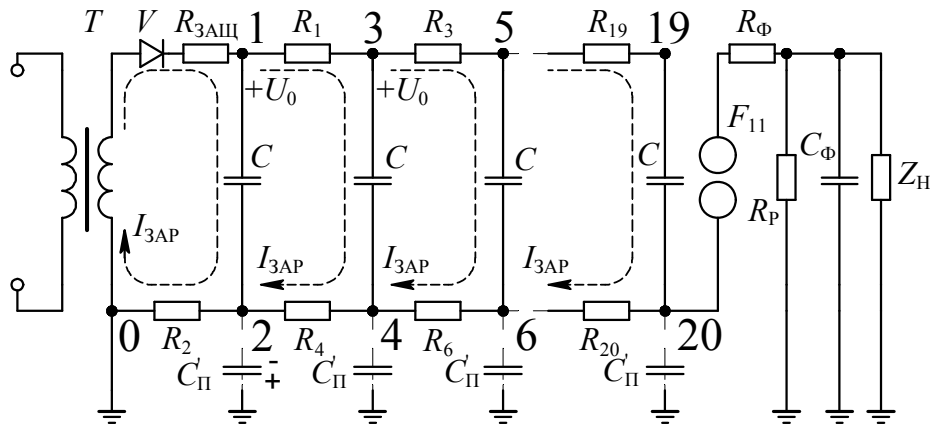 T V R_ЗАЩ 1 R_1 3 R_3 5 R_19 19 R_Ф
+U_0 +U_0
F_11
C C C C C_Ф Z_Н
R_Р
I_ЗАР I_ЗАР I_ЗАР I_ЗАР
0 R_2 2 R_4 4 R_6 6 R_20 20
C'_П - + C'_П C'_П C'_П